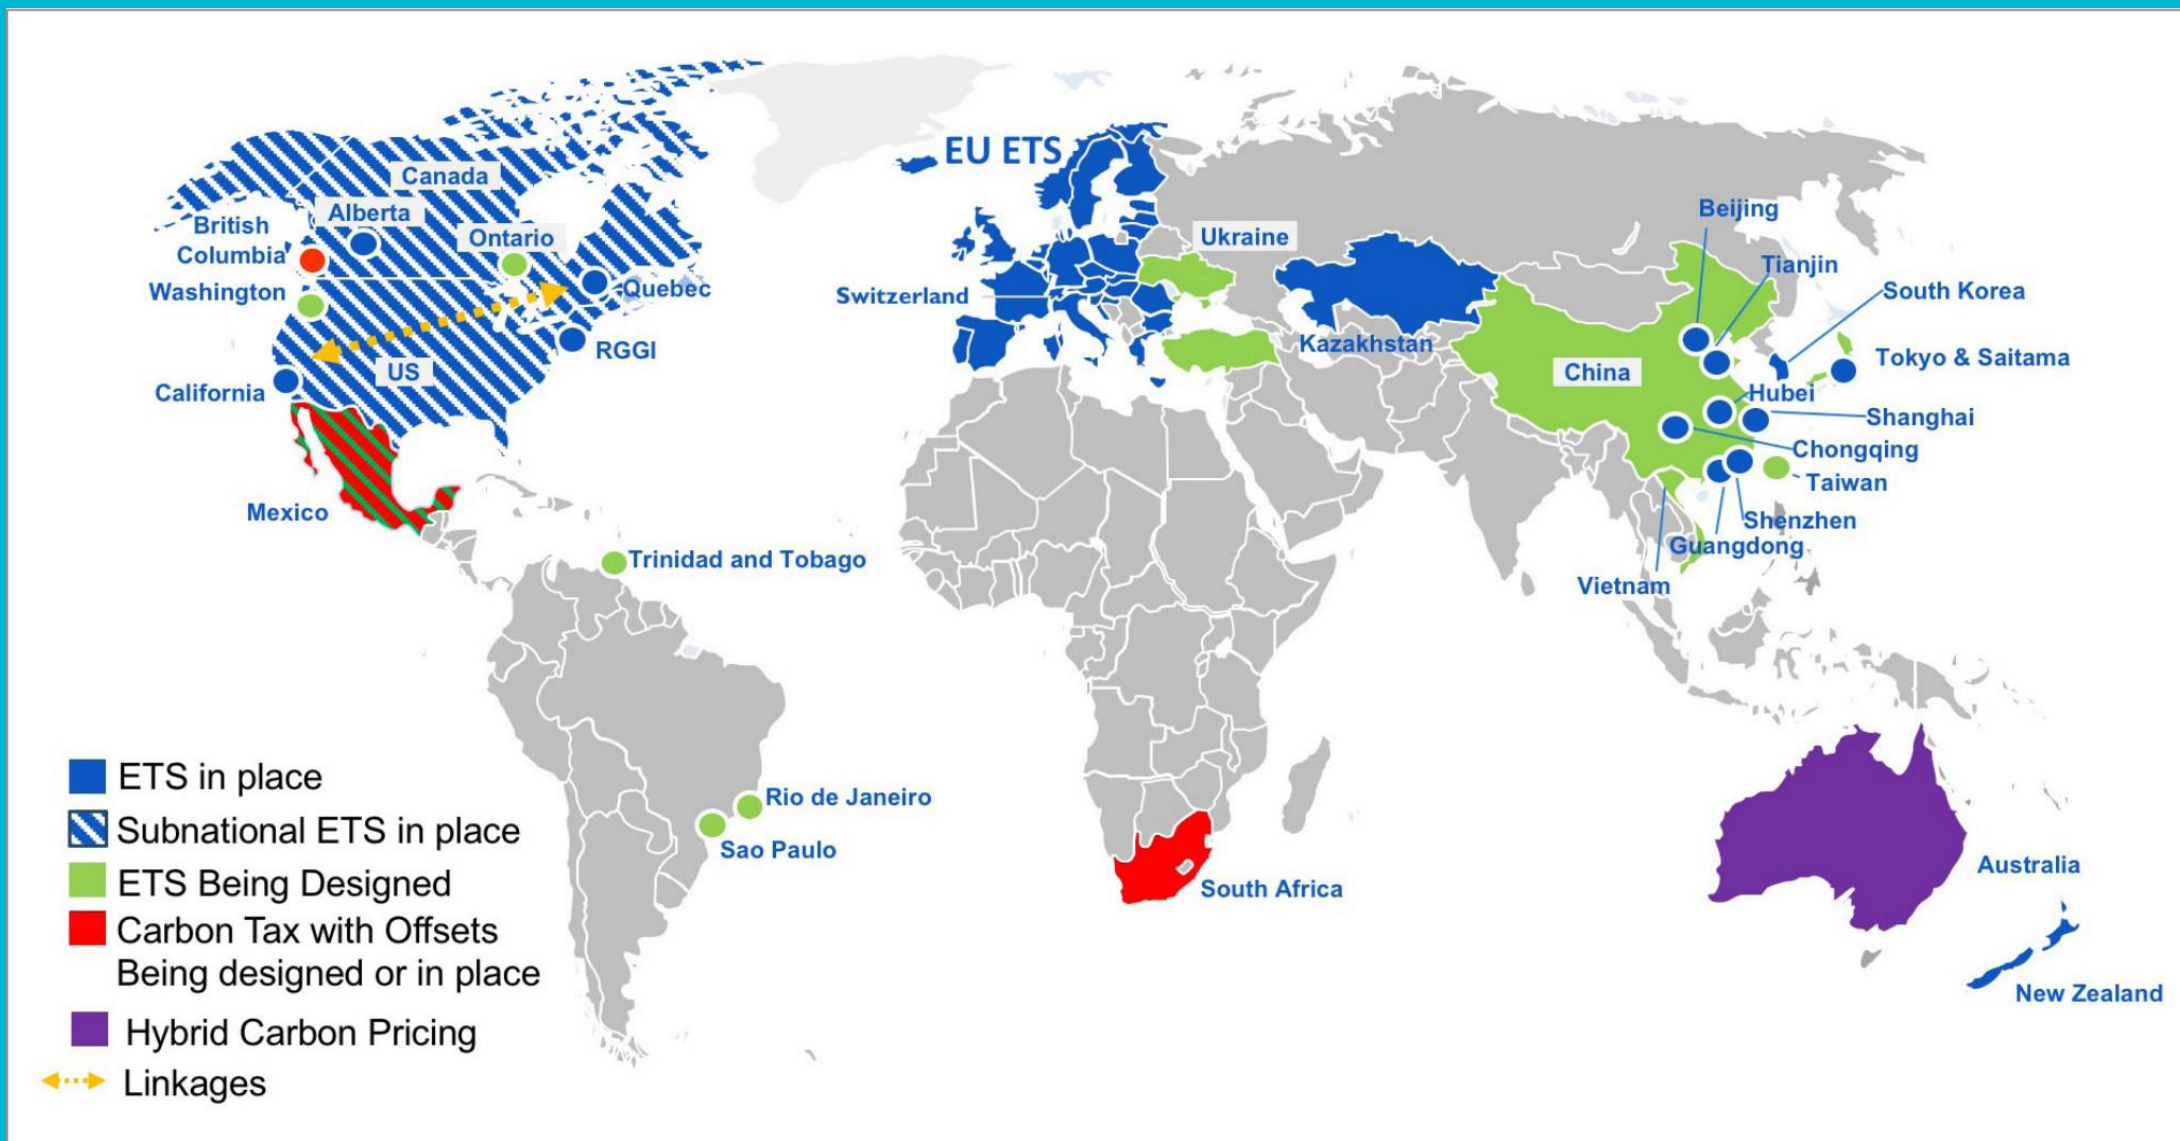 EU ETS
Canada
Alberta
British
Columbia
Ontario
Washington
Quebec
RGGI
US
California
Mexico
Trinidad and Tobago
Rio de Janeiro
Sao Paulo
Switzerland
Ukraine
Kazakhstan
South Africa
Beijing
Tianjin
South Korea
Tokyo & Saitama
China
Hubei
Shanghai
Chongqing
Taiwan
Shenzhen
Guangdong
Vietnam
Australia
New Zealand
ETS in place
Subnational ETS in place
ETS Being Designed
Carbon Tax with Offsets
Being designed or in place
Hybrid Carbon Pricing
Linkages